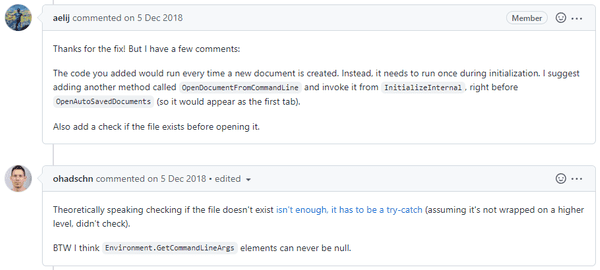 aelij commented on 5 Dec 2018 Member
Thanks for the fix! But I have a few comments:
The code you added would run every time a new document is created. Instead, it needs to run once during initialization. I suggest
adding another method called OpenDocumentFromCommandLine and invoke it from InitializeInternal, right before
OpenAutoSavedDocuments (so it would appear as the first tab).
Also add a check if the file exists before opening it.
ohadschn commented on 5 Dec 2018 • edited
Theoretically speaking checking if the file doesn't exist isn't enough, it has to be a try-catch (assuming it's not wrapped on a higher
level, didn't check).
BTW I think Environment.GetCommandLineArgs elements can never be null.